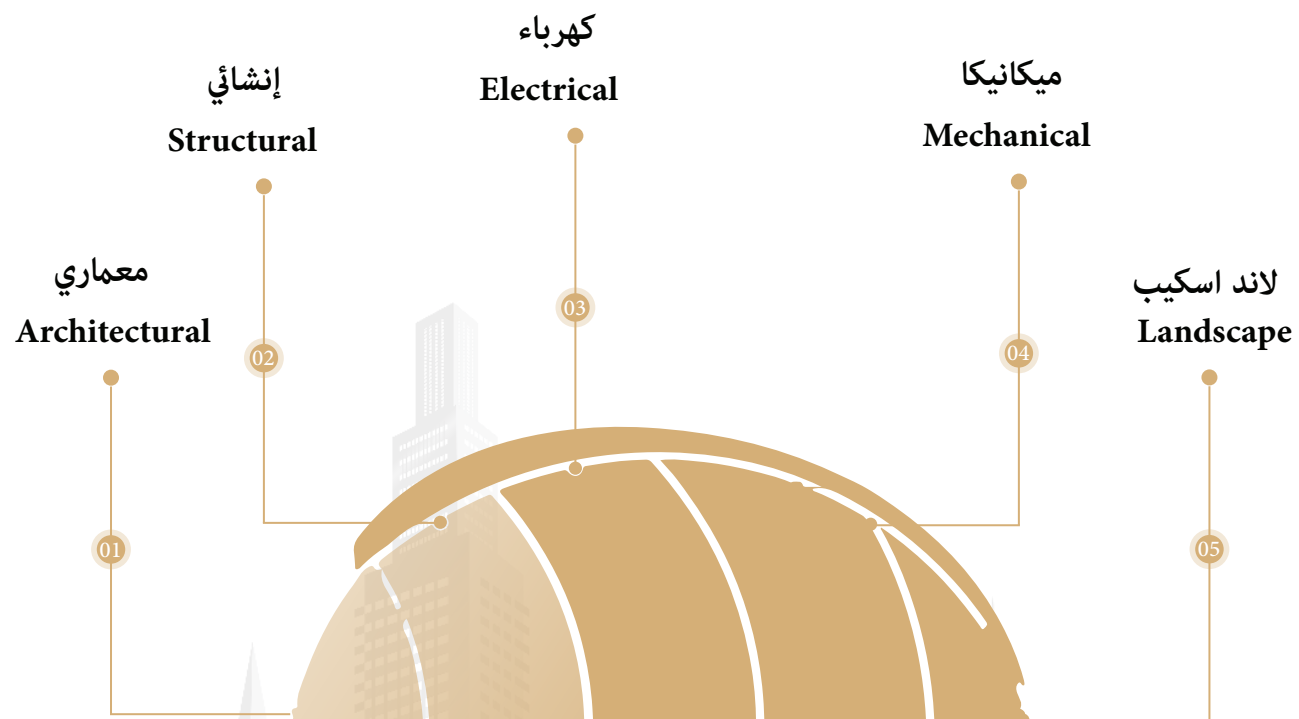 معماري
Architectural
01
إنشائي
Structural
02
كهرباء
Electrical
03
ميكانيكا
Mechanical
04
لاند اسكيب
Landscape
05